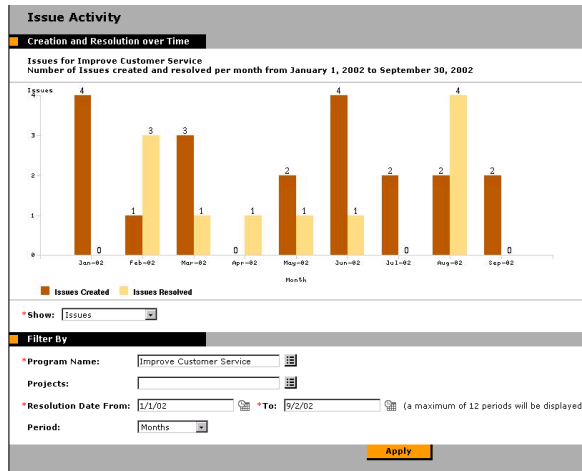 Issue Activity
Creation and Resolution over Time
Issues for Improve Customer Service
Number of Issues created and resolved per month from January 1, 2002 to September 30, 2002
Issues
4
3
2
1
0
4 0
1 3
3 1
0 1
2 1
4 1
2 0
2 4
2 0
Jan-02 Feb-02 Mar-02 Apr-02 May-02 Jun-02 Jul-02 Aug-02 Sep-02
Month
Issues Created Issues Resolved
*Show: Issues
Filter By
*Program Name: Improve Customer Service
Projects:
*Resolution Date From: 1/1/02 *To: 9/2/02 (a maximum of 12 periods will be displayed
Period: Months
Apply